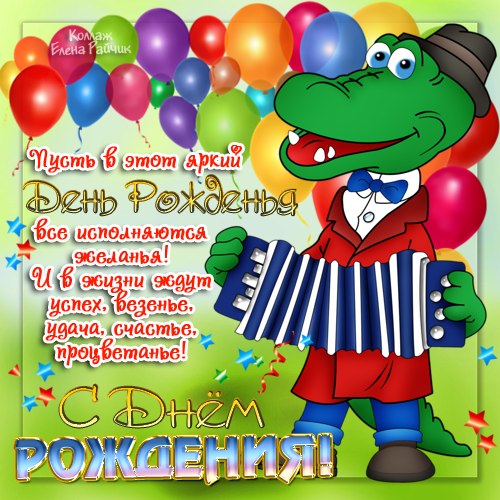 Коллаж
Елена Райчик
Пусть в этот яркий
День Рожденья
все исполняются
желанья!
И в жизни ждут
успех, везенье,
удача, счастье,
процветанье!
С Днём
РОЖДЕНИЯ!